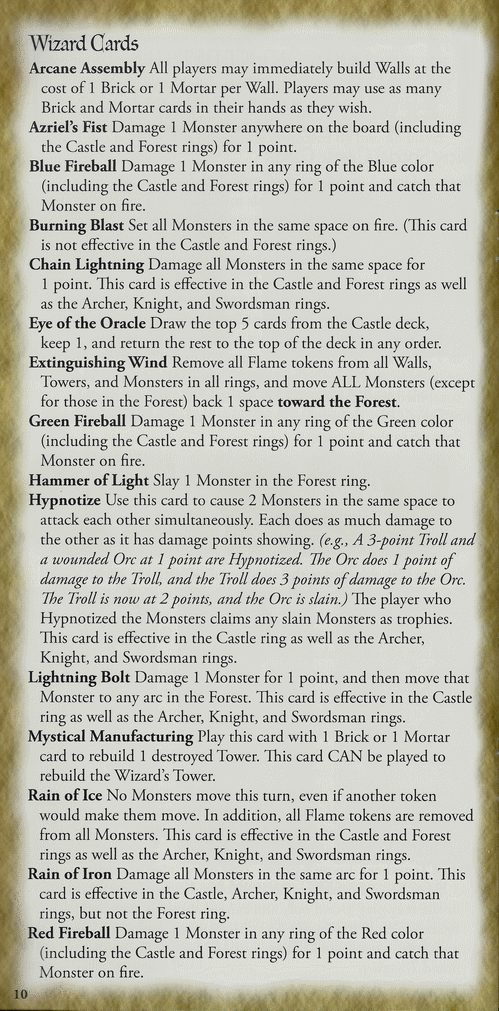 Wizard Cards
Arcane Assembly All players may immediately build Walls at the
cost of 1 Brick or 1 Mortar per Wall. Players may use as many
Brick and Mortar cards in their hands as they wish.
Azriel's Fist Damage 1 Monster anywhere on the board (including
the Castle and Forest rings) for 1 point.
Blue Fireball Damage 1 Monster in any ring of the Blue color
(including the Castle and Forest rings) for 1 point and catch that
Monster on fire.
Burning Blast Set all Monsters in the same space on fire. (This card
is not effective in the Castle and Forest rings.)
Chain Lightning Damage all Monsters in the same space for
1 point. This card is effective in the Castle and Forest rings as well
as the Archer, Knight, and Swordsman rings.
Eye of the Oracle Draw the top 5 cards from the Castle deck,
keep 1, and return the rest to the top of the deck in any order.
Extinguishing Wind Remove all Flame tokens from all Walls,
Towers, and Monsters in all rings, and move ALL Monsters (except
for those in the Forest) back 1 space toward the Forest.
Green Fireball Damage 1 Monster in any ring of the Green color
(including the Castle and Forest rings) for 1 point and catch that
Monster on fire.
Hammer of Light Slay 1 Monster in the Forest ring.
Hypnotize Use this card to cause 2 Monsters in the same space to
attack each other simultaneously. Each does as much damage to
the other as it has damage points showing. (e.g., A 3-point Troll and
a wounded Orc at 1 point are Hypnotized. The Orc does 1 point of
damage to the Troll, and the Troll does 3 points of damage to the Orc.
The Troll is now at 2 points, and the Orc is slain.) The player who
Hypnotized the Monsters claims any slain Monsters as trophies.
This card is effective in the Castle ring as well as the Archer,
Knight, and Swordsman rings.
Lightning Bolt Damage 1 Monster for 1 point, and then move that
Monster to any arc in the Forest. This card is effective in the Castle
ring as well as the Archer, Knight, and Swordsman rings.
Mystical Manufacturing Play this card with 1 Brick or 1 Mortar
card to rebuild 1 destroyed Tower. This card CAN be played to
rebuild the Wizard's Tower.
Rain of Ice No Monsters move this turn, even if another token
would make them move. In addition, all Flame tokens are removed
from all Monsters. This card is effective in the Castle and Forest
rings as well as the Archer, Knight, and Swordsman rings.
Rain of Iron Damage all Monsters in the same arc for 1 point. This
card is effective in the Castle, Archer, Knight, and Swordsman
rings, but not the Forest ring.
Red Fireball Damage 1 Monster in any ring of the Red color
(including the Castle and Forest rings) for 1 point and catch that
Monster on fire.
10